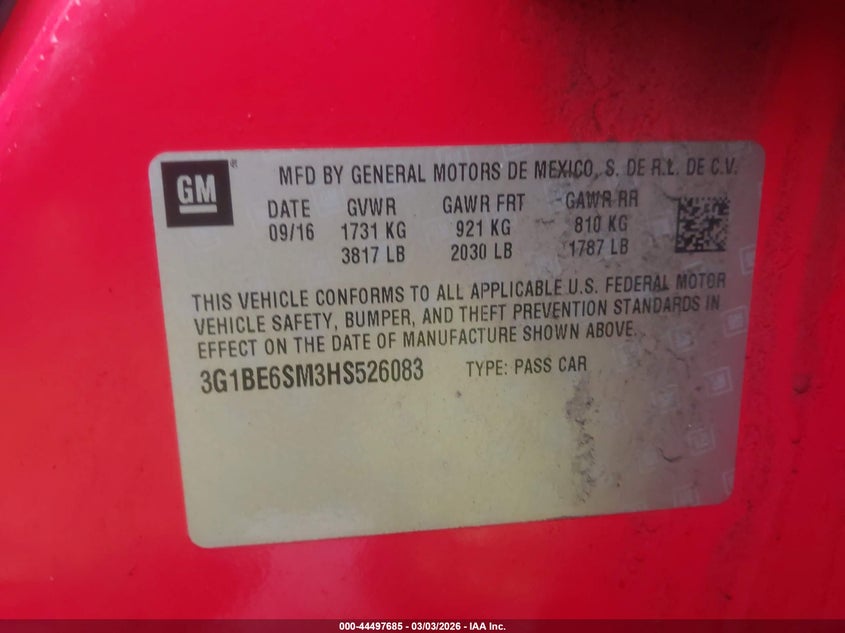 GM
MFD BY GENERAL MOTORS DE MEXICO, S. DE R.L. DE C.V.
DATE GVWR GAWR FRT GAWR RR
09/16 1731 KG 921 KG 810 KG
3817 LB 2030 LB 1787 LB
THIS VEHICLE CONFORMS TO ALL APPLICABLE U.S. FEDERAL MOTOR
VEHICLE SAFETY, BUMPER, AND THEFT PREVENTION STANDARDS IN
EFFECT ON THE DATE OF MANUFACTURE SHOWN ABOVE.
3G1BE6SM3HS526083 TYPE: PASS CAR
000-44497685 - 03/03/2026 - IAA Inc.